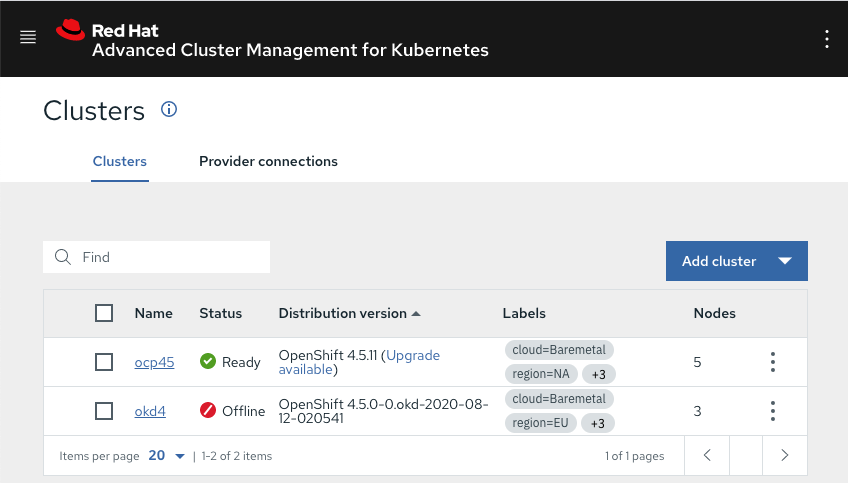 Red Hat
Advanced Cluster Management for Kubernetes
Clusters
Clusters Provider connections
Find
Add cluster
Name Status Distribution version Labels Nodes
ocp45 Ready OpenShift 4.5.11 (Upgrade available) cloud=Baremetal region=NA +3 5
okd4 Offline OpenShift 4.5.0-0.okd-2020-08-12-020541 cloud=Baremetal region=EU +3 3
Items per page 20 | 1-2 of 2 items 1 of 1 pages